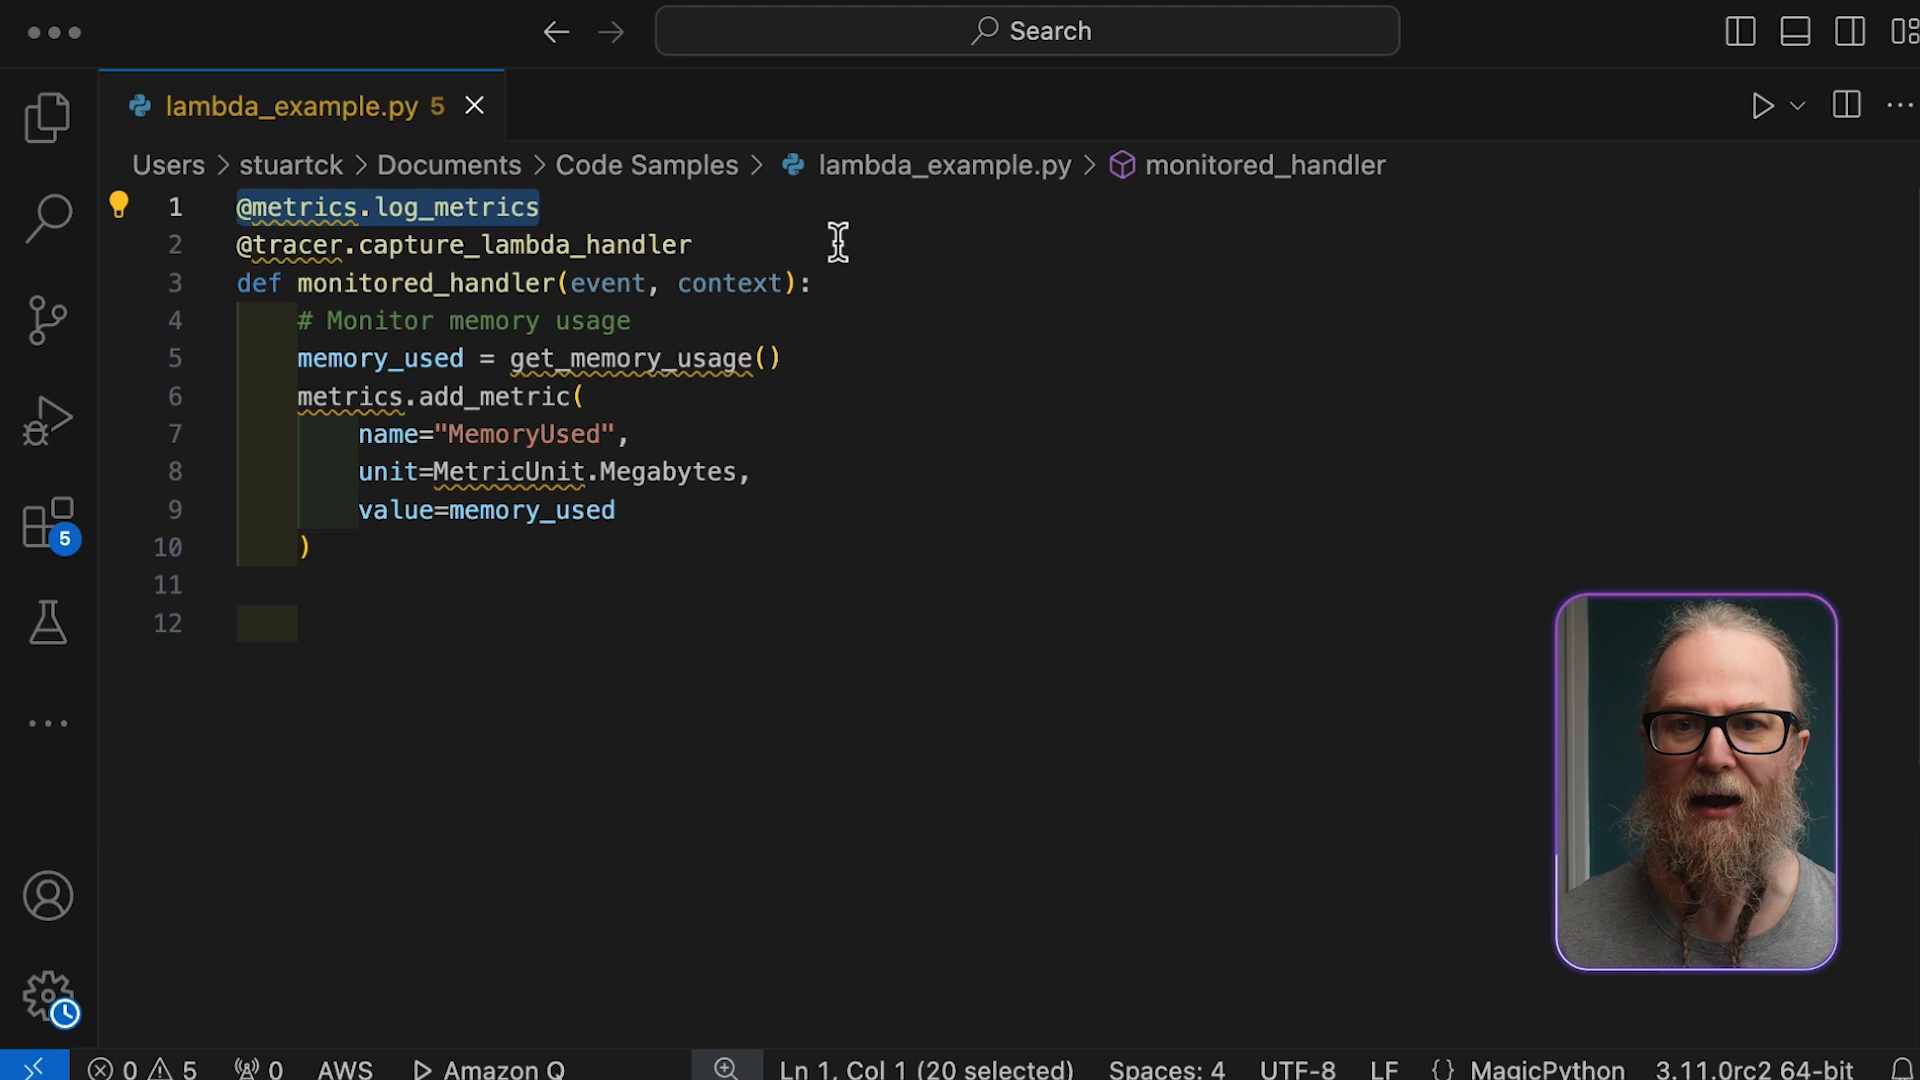 Search
lambda_example.py 5
Users > stuartck > Documents > Code Samples > lambda_example.py > monitored_handler
1 @metrics.log_metrics
2 @tracer.capture_lambda_handler
3 def monitored_handler(event, context):
4 # Monitor memory usage
5 memory_used = get_memory_usage()
6 metrics.add_metric(
7 name="MemoryUsed",
8 unit=MetricUnit.Megabytes,
9 value=memory_used
10 )
11
12
5
0 5 0 AWS Amazon Q Ln 1, Col 1 (20 selected) Spaces: 4 UTF-8 LF {} MagicPython 3.11.0rc2 64-bit